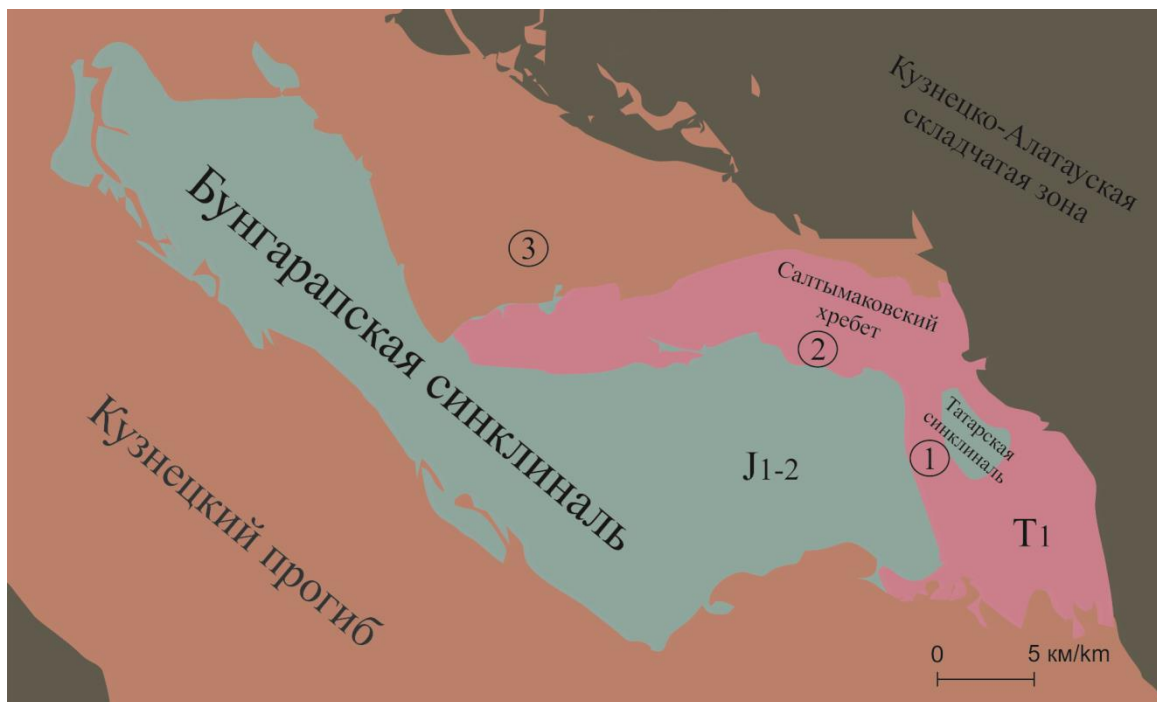 Кузнецко-Алатауская
складчатая зона
Бунгарапская синклиналь
3
Салтымаковский
хребет
2
Татарская
синклиналь
1
J1-2
T1
Кузнецкий прогиб
0 5 км/km